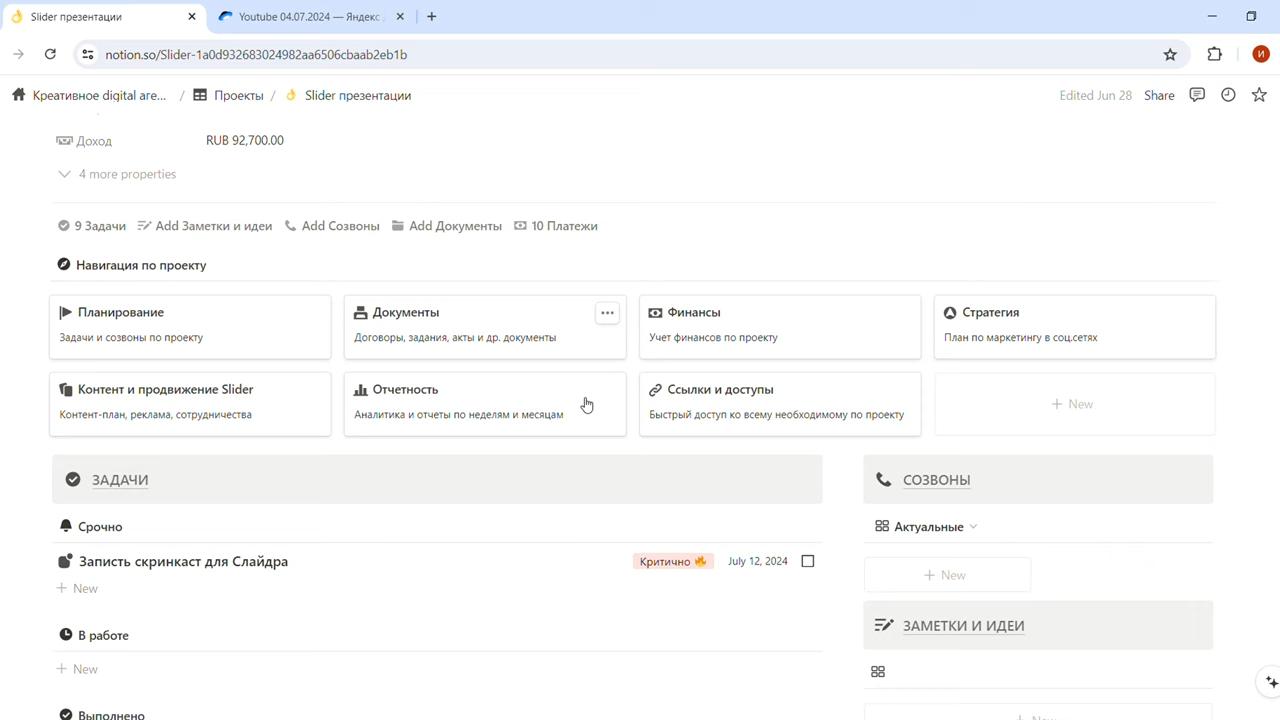 Slider презентации
Youtube 04.07.2024 — Яндекс
notion.so/Slider-1a0d932683024982aa6506cbaab2eb1b
И
Креативное digital аге... / Проекты / Slider презентации
Edited Jun 28 Share
Доход RUB 92,700.00
4 more properties
9 Задачи Add Заметки и идеи Add Созвоны Add Документы 10 Платежи
Навигация по проекту
Планирование
Задачи и созвоны по проекту
Документы
Договоры, задания, акты и др. документы
Финансы
Учет финансов по проекту
Стратегия
План по маркетингу в соц.сетях
Контент и продвижение Slider
Контент-план, реклама, сотрудничества
Отчетность
Аналитика и отчеты по неделям и месяцам
Ссылки и доступы
Быстрый доступ ко всему необходимому по проекту
+ New
ЗАДАЧИ
Срочно
Запись скринкаст для Слайдра Критично 🔥 July 12, 2024
+ New
В работе
+ New
Выполнено
СОЗВОНЫ
Актуальные
+ New
ЗАМЕТКИ И ИДЕИ
+ New